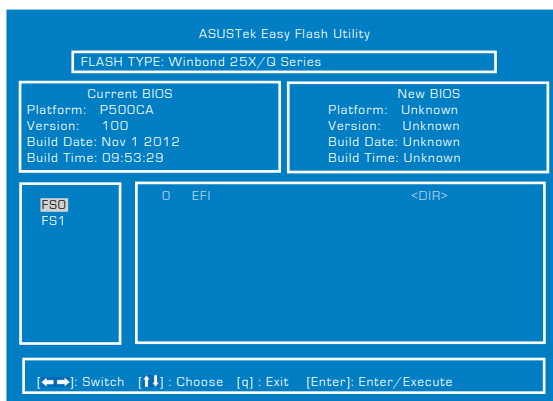 ASUSTek Easy Flash Utility
FLASH TYPE: Winbond 25X/Q Series
Current BIOS
Platform: P500CA
Version: 100
Build Date: Nov 1 2012
Build Time: 09:53:29
New BIOS
Platform: Unknown
Version: Unknown
Build Date: Unknown
Build Time: Unknown
FS0
FS1
0 EFI <DIR>
[⬅➡]: Switch [⬆⬇] : Choose [q] : Exit [Enter]: Enter/Execute